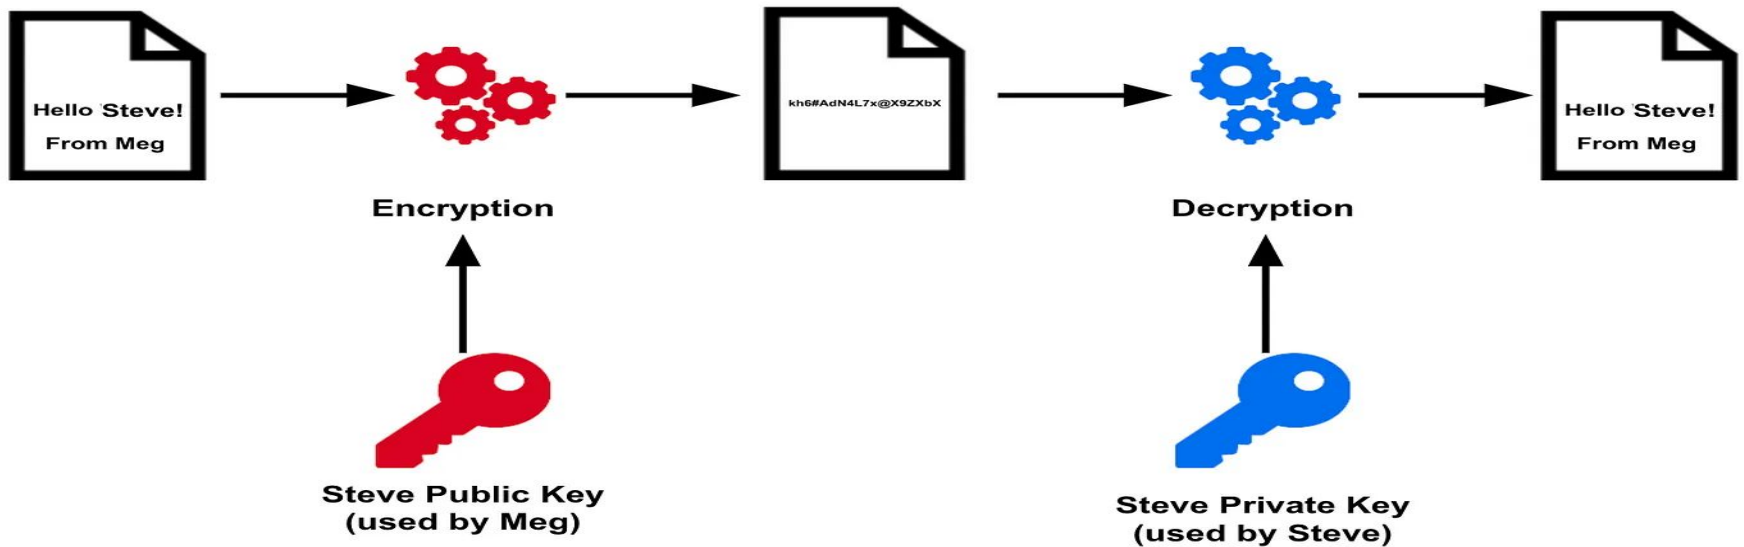 Hello Steve!
From Meg
kh6#AdN4L7x@X9ZXbX
Hello Steve!
From Meg
Encryption
Decryption
Steve Public Key
(used by Meg)
Steve Private Key
(used by Steve)